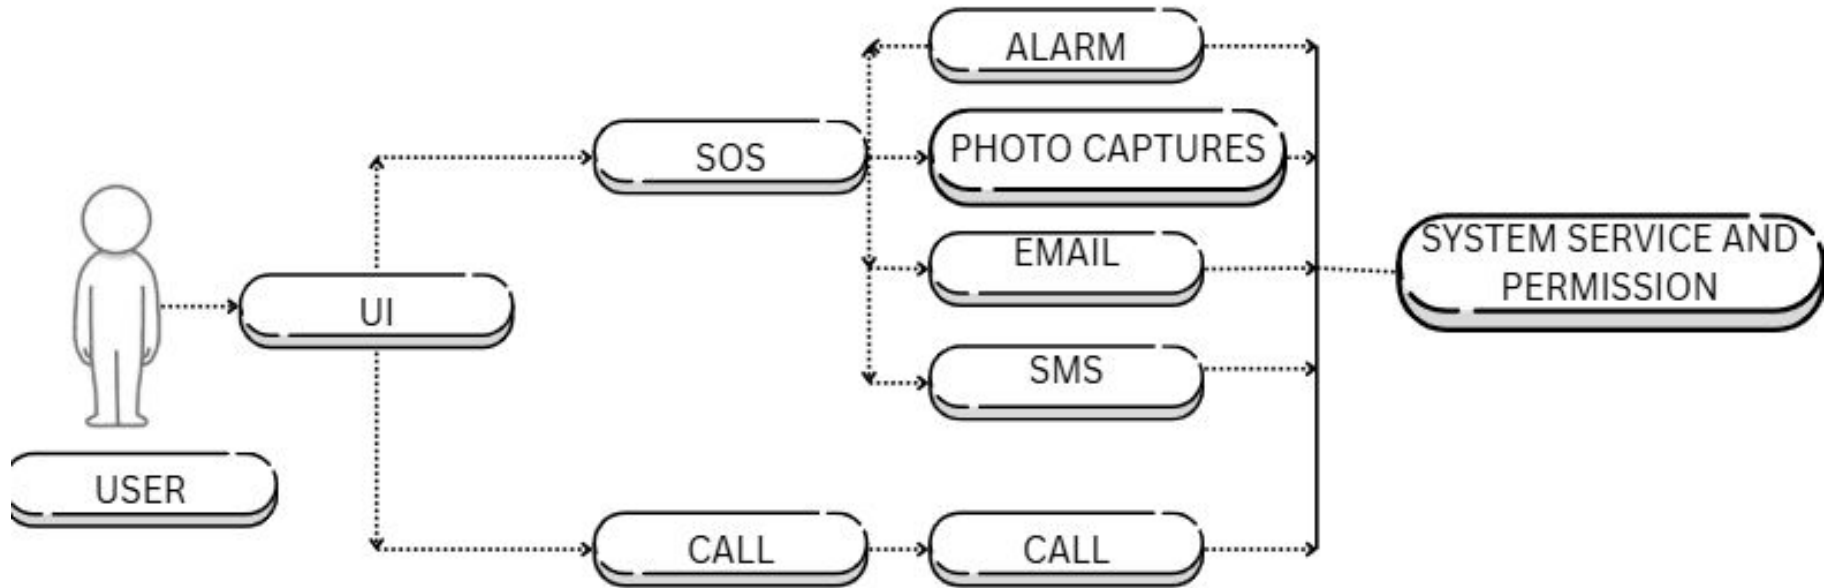 ALARM
PHOTO CAPTURES
SOS
EMAIL
SYSTEM SERVICE AND
PERMISSION
UI
SMS
USER
CALL
CALL